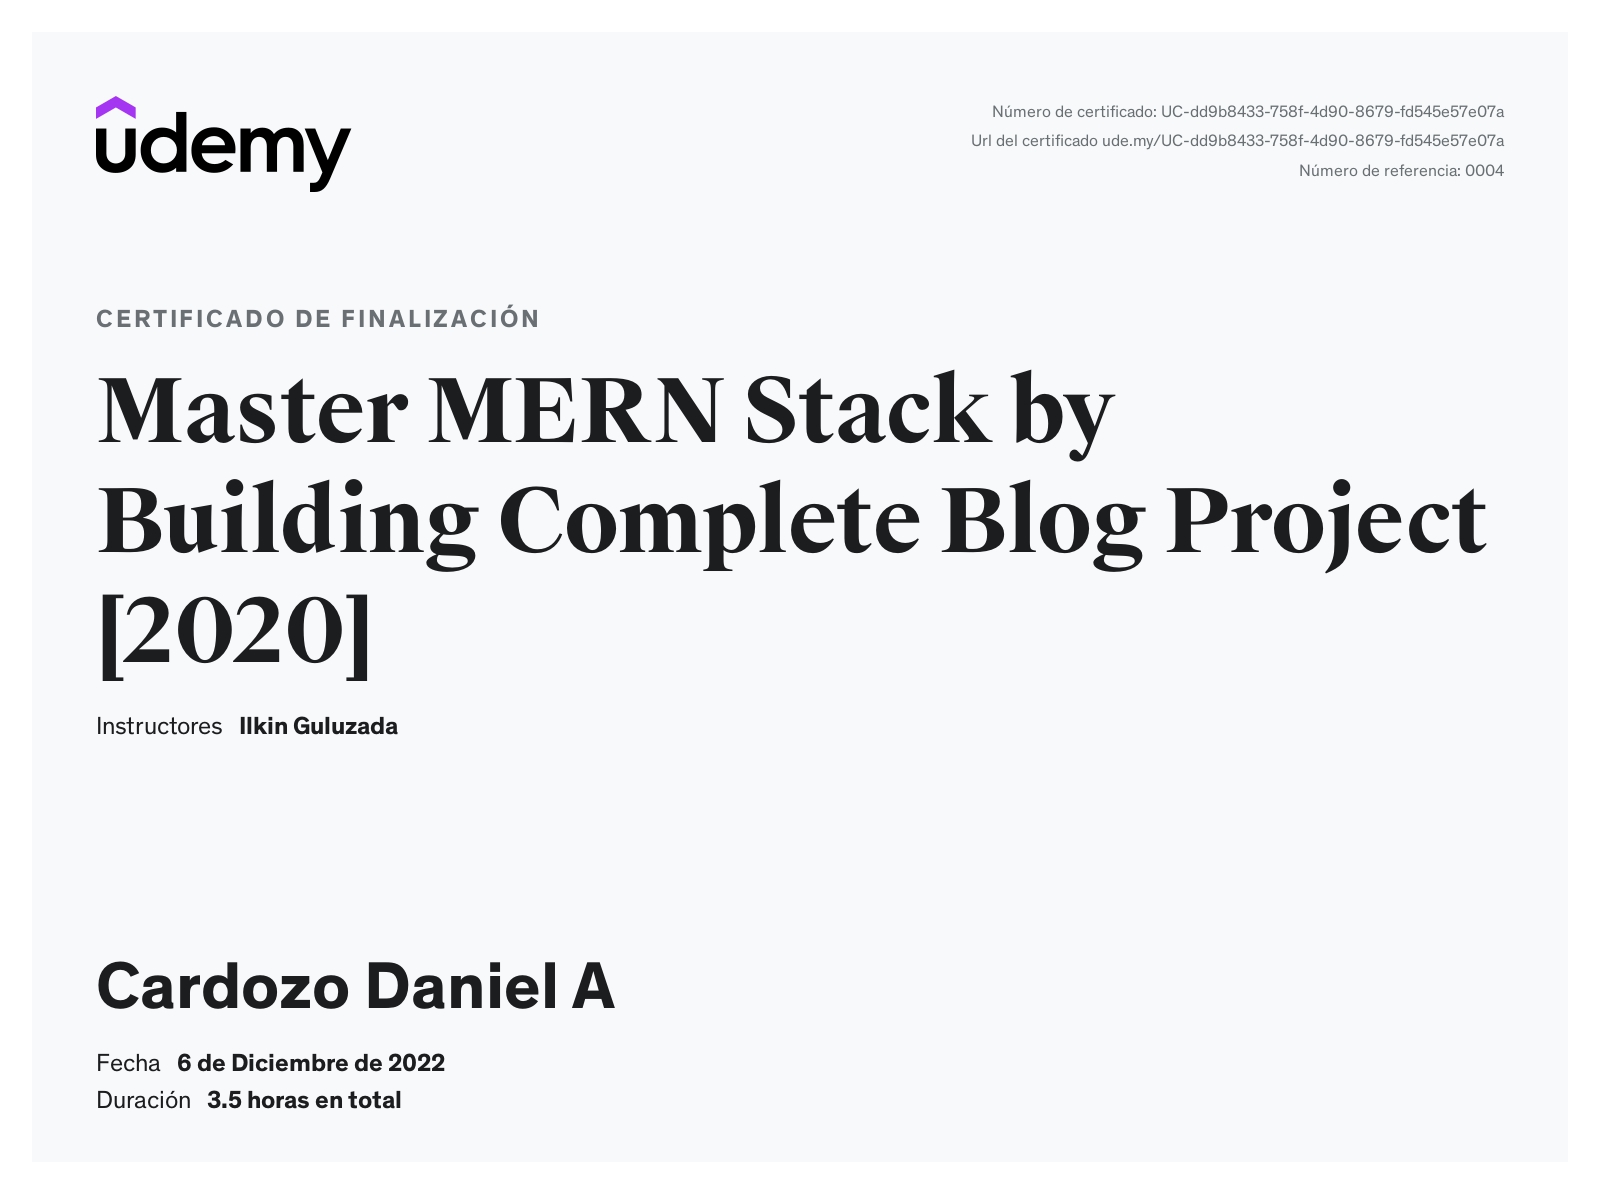 udemy
Número de certificado: UC-dd9b8433-758f-4d90-8679-fd545e57e07a
Url del certificado ude.my/UC-dd9b8433-758f-4d90-8679-fd545e57e07a
Número de referencia: 0004
CERTIFICADO DE FINALIZACIÓN
Master MERN Stack by
Building Complete Blog Project
[2020]
Instructores Ilkin Guluzada
Cardozo Daniel A
Fecha 6 de Diciembre de 2022
Duración 3.5 horas en total